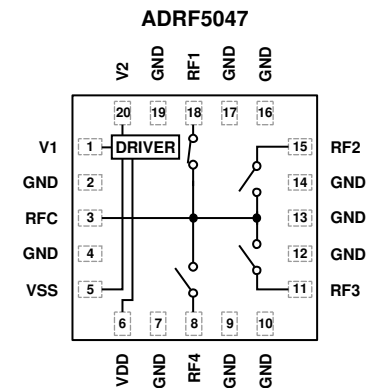 ADRF5047
V2
GND
RF1
GND
GND
20
19
18
17
16
V1
1
DRIVER
15
RF2
GND
2
14
GND
RFC
3
13
GND
GND
4
12
GND
VSS
5
11
RF3
6
7
8
9
10
VDD
GND
RF4
GND
GND